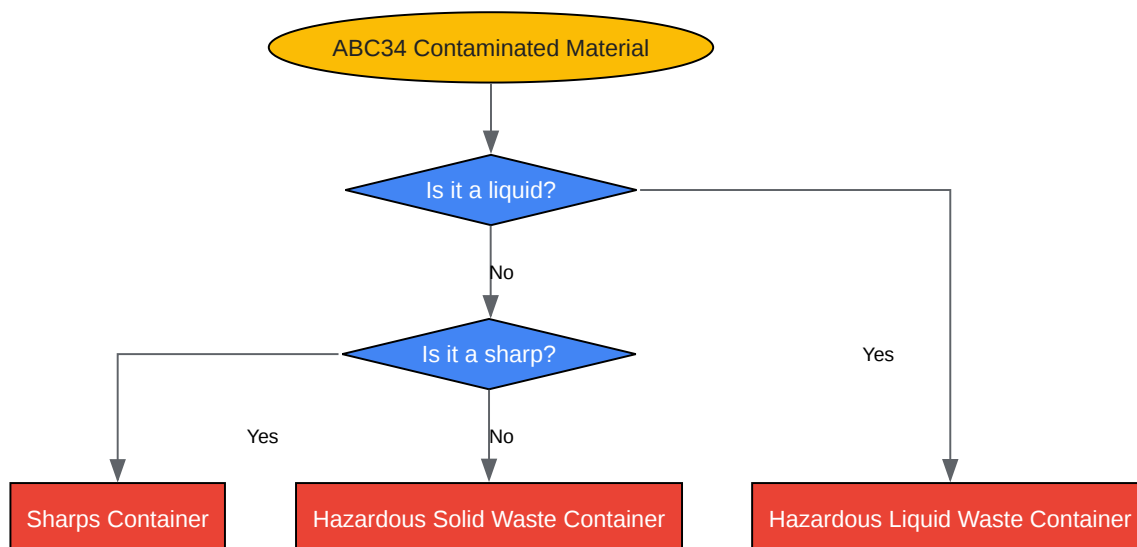 ABC34 Contaminated Material
Is it a liquid?
No
Is it a sharp?
Yes
Yes
No
Sharps Container
Hazardous Solid Waste Container
Hazardous Liquid Waste Container